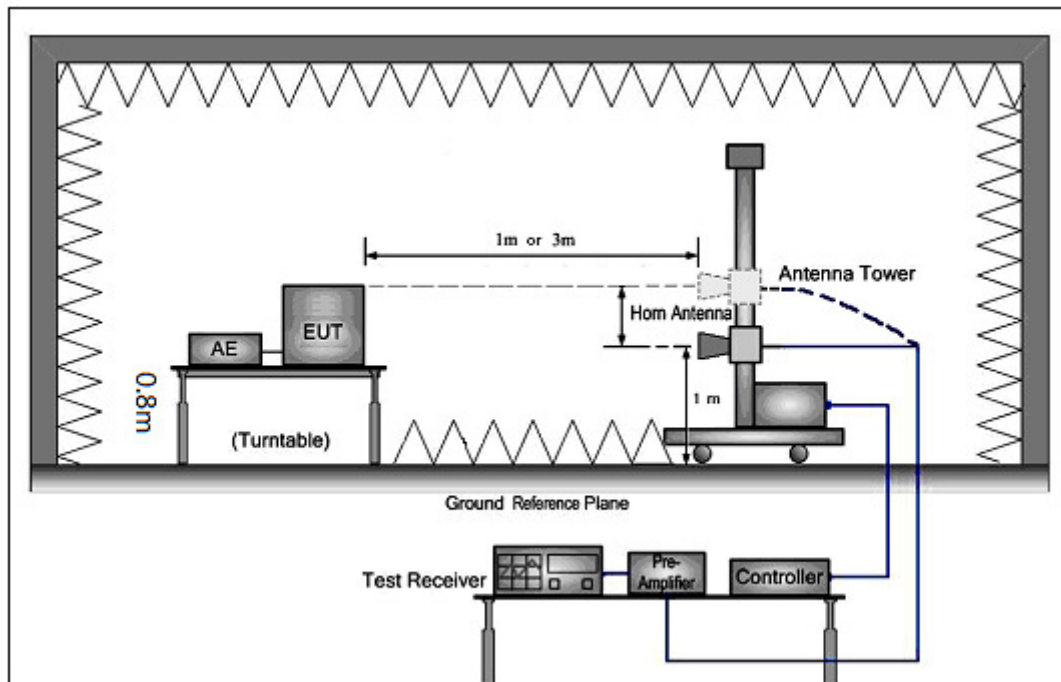 1m or 3m
Antenna Tower
Horn Antenna
EUT
AE
1 m
0.8m
(Turntable)
Ground Reference Plane
Test Receiver
Pre-
Amplifier
Controller